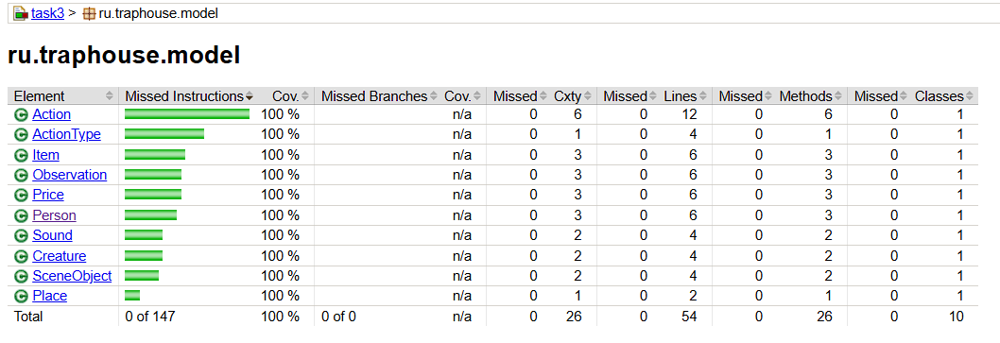 task3 > ru.traphouse.model
ru.traphouse.model
Element Missed Instructions Cov. Missed Branches Cov. Missed Cxty Missed Lines Missed Methods Missed Classes
Action 100 % n/a 0 6 0 12 0 6 0 1
ActionType 100 % n/a 0 1 0 4 0 1 0 1
Item 100 % n/a 0 3 0 6 0 3 0 1
Observation 100 % n/a 0 3 0 6 0 3 0 1
Price 100 % n/a 0 3 0 6 0 3 0 1
Person 100 % n/a 0 3 0 6 0 3 0 1
Sound 100 % n/a 0 2 0 4 0 2 0 1
Creature 100 % n/a 0 2 0 4 0 2 0 1
SceneObject 100 % n/a 0 2 0 4 0 2 0 1
Place 100 % n/a 0 1 0 2 0 1 0 1
Total 0 of 147 100 % 0 of 0 n/a 0 26 0 54 0 26 0 10